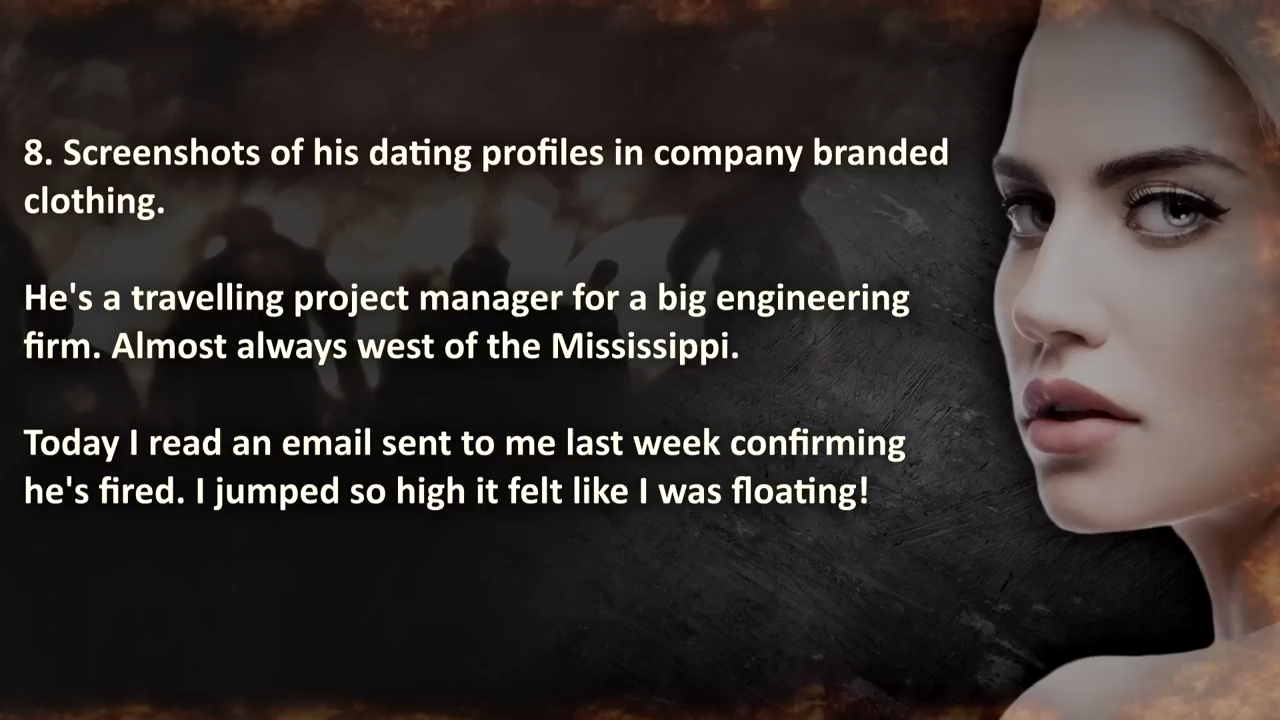 8. Screenshots of his dating profiles in company branded
clothing.
He's a travelling project manager for a big engineering
firm. Almost always west of the Mississippi.
Today I read an email sent to me last week confirming
he's fired. I jumped so high it felt like I was floating!